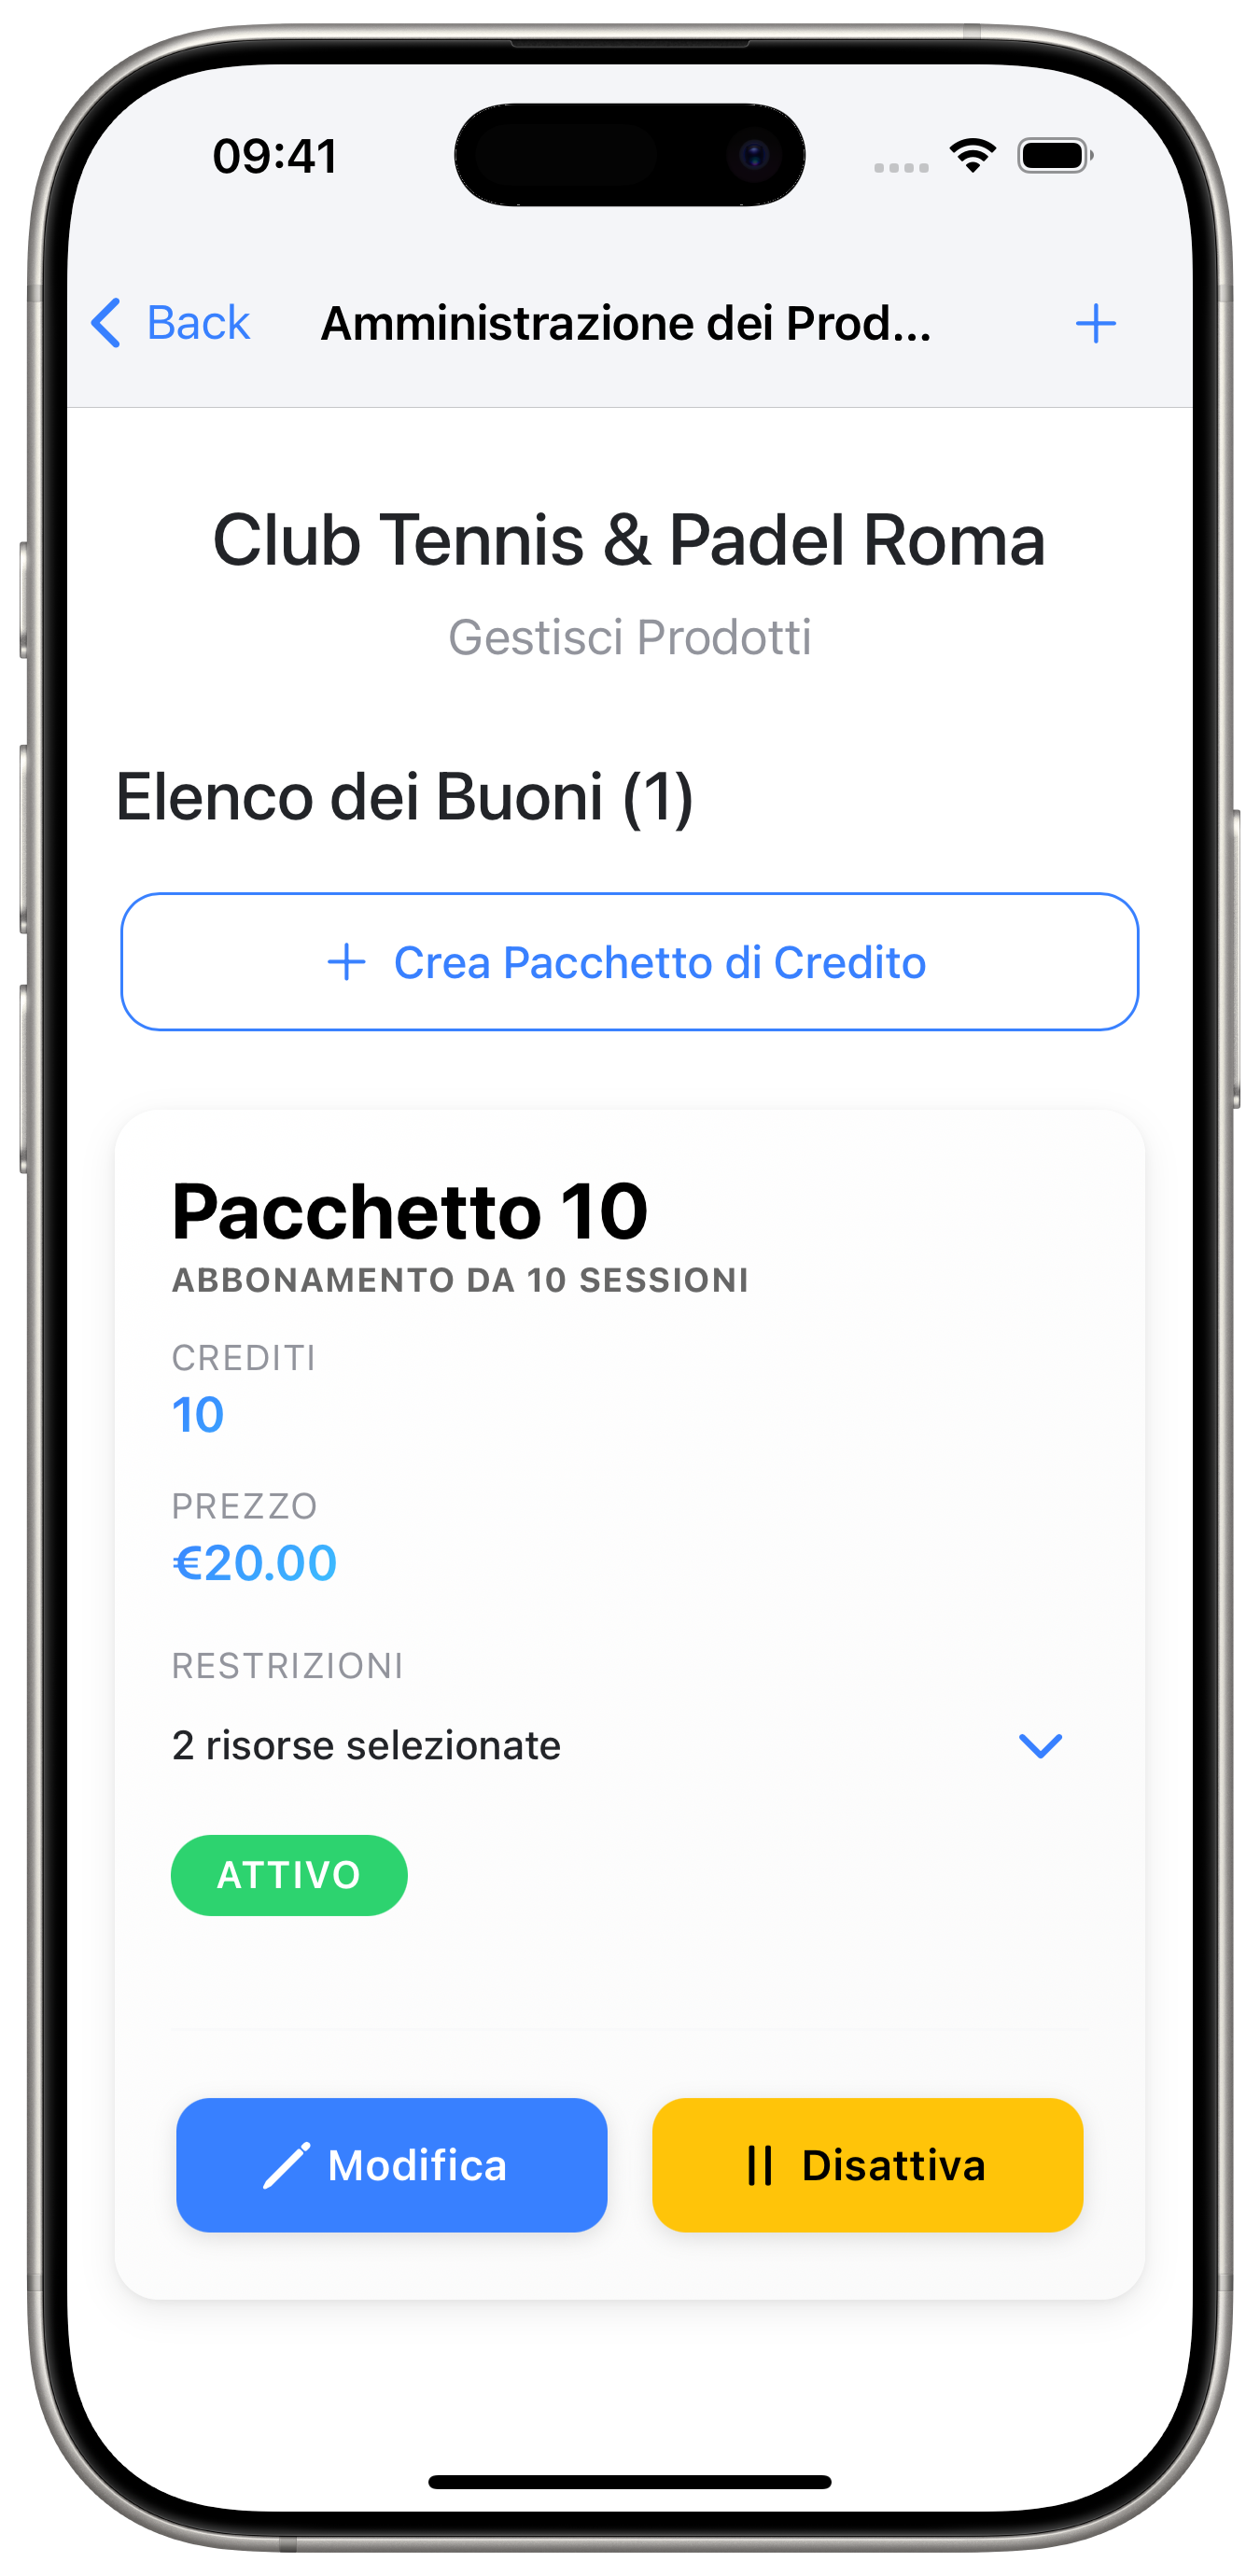 09:41
Back
Amministrazione dei Prod...
Club Tennis & Padel Roma
Gestisci Prodotti
Elenco dei Buoni (1)
Crea Pacchetto di Credito
Pacchetto 10
ABBONAMENTO DA 10 SESSIONI
CREDITI
10
PREZZO
€20.00
RESTRIZIONI
2 risorse selezionate
ATTIVO
Modifica
Disattiva